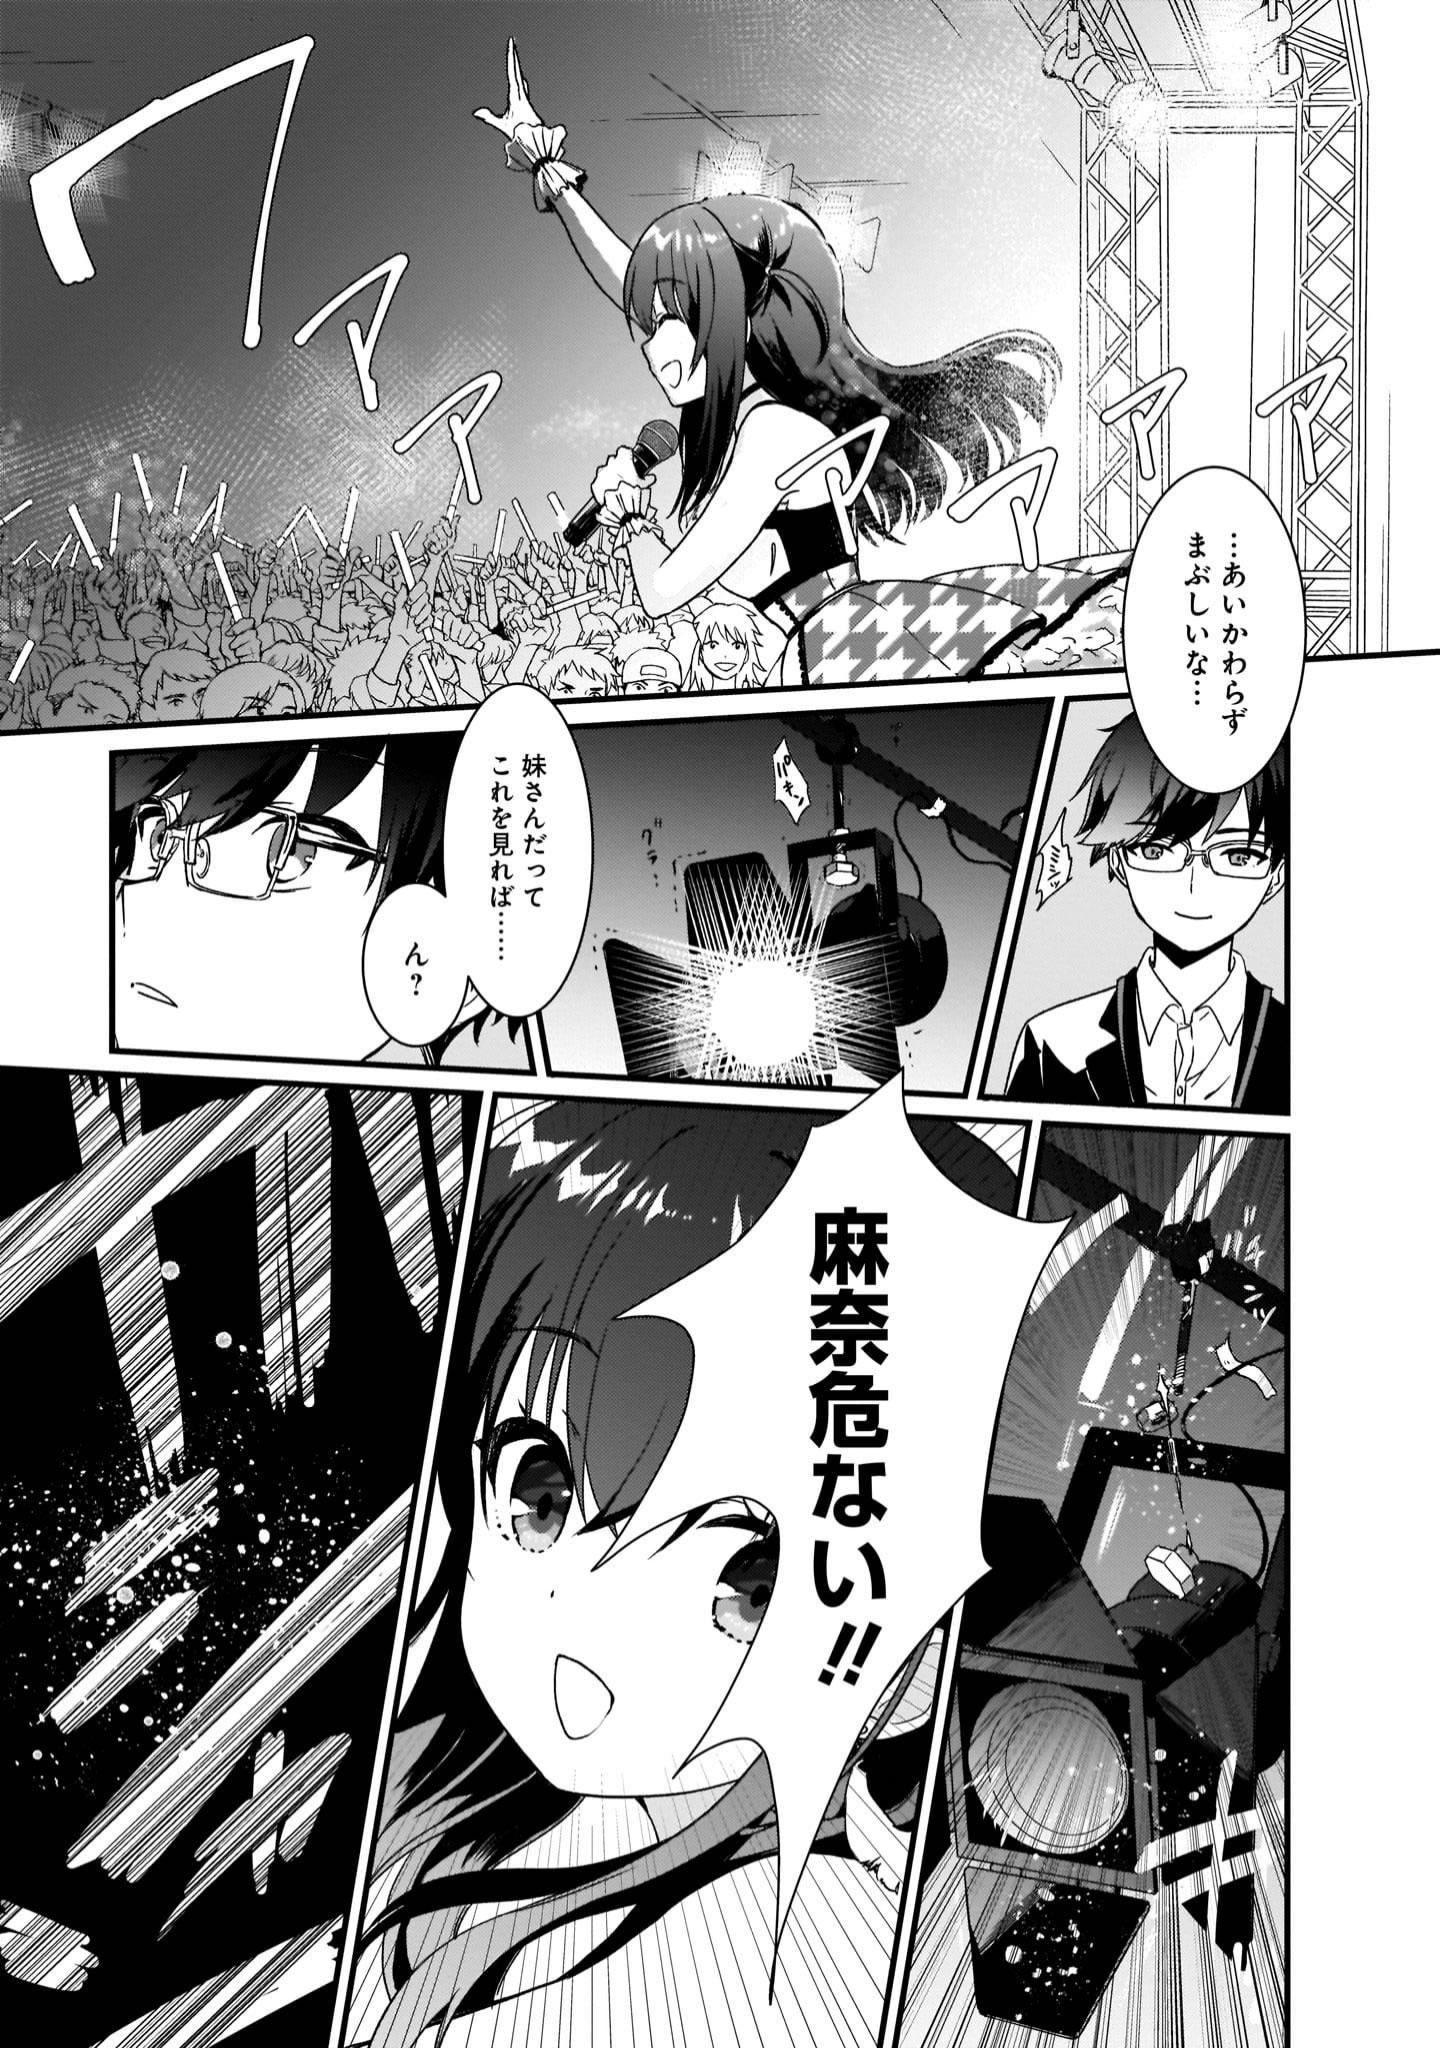 ワァァァァァァァァ
…あいかわらず
まぶしいな…
パキン
グラ
妹さんだって
これを見れば……
ん？
麻奈危ない!!